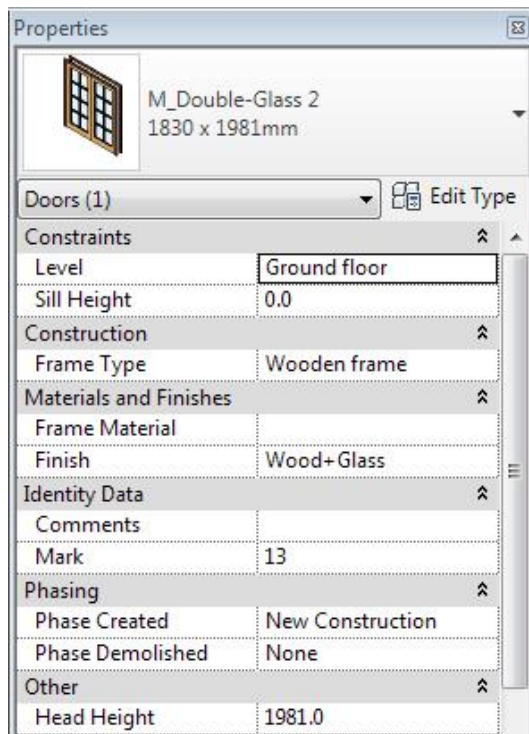 Properties
M_Double-Glass 2
1830 x 1981mm
Doors (1) Edit Type
Constraints
Level Ground floor
Sill Height 0.0
Construction
Frame Type Wooden frame
Materials and Finishes
Frame Material
Finish Wood+Glass
Identity Data
Comments
Mark 13
Phasing
Phase Created New Construction
Phase Demolished None
Other
Head Height 1981.0